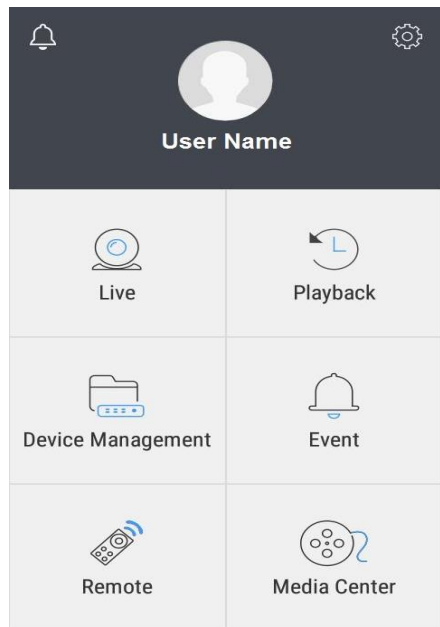 User Name
Live
Playback
Device Management
Event
Remote
Media Center